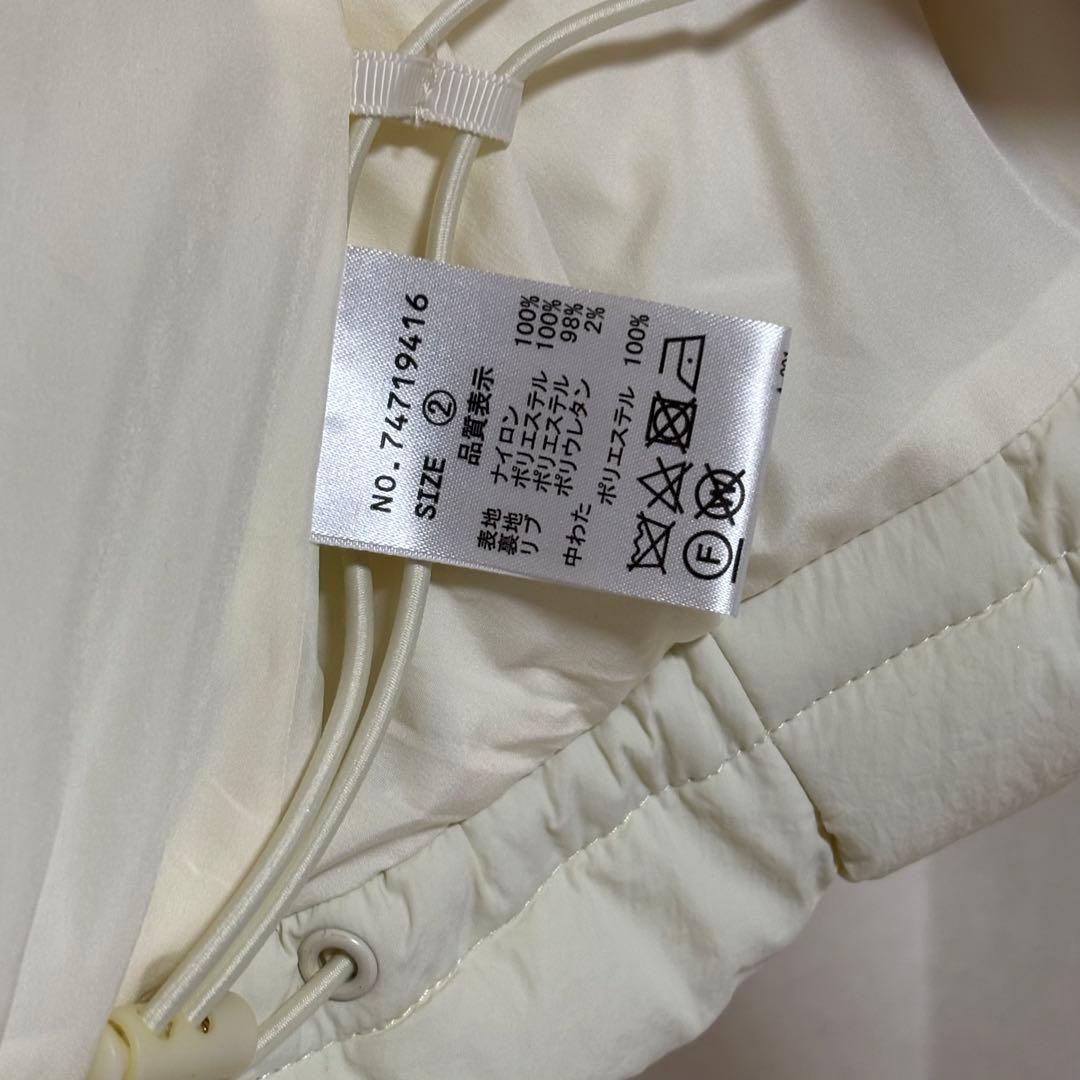 NO.74719416
SIZE ②
品質表示
表地 ナイロン 100%
裏地 ポリエステル 100%
リブ ポリエステル 98%
ポリウレタン 2%
中わた ポリエステル 100%
F W